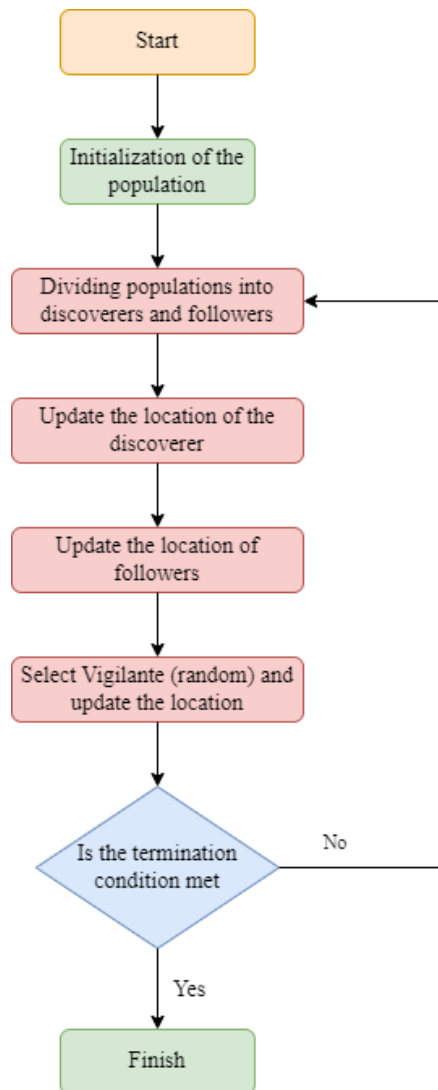 Start
Initialization of the
population
Dividing populations into
discoverers and followers
Update the location of the
discoverer
Update the location of
followers
Select Vigilante (random) and
update the location
Is the termination
condition met
No
Yes
Finish